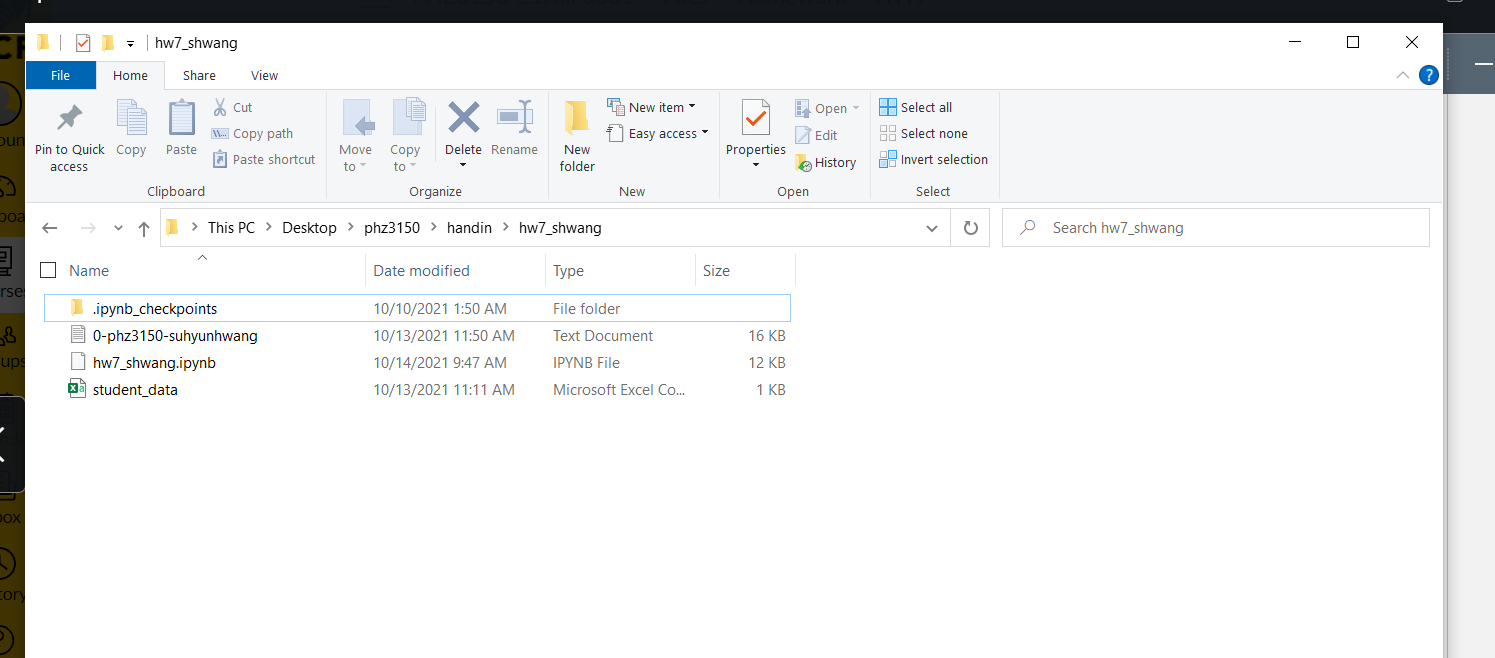 hw7_shwang
File Home Share View
Pin to Quick access
Copy
Paste
Cut
Copy path
Paste shortcut
Clipboard
Move to
Copy to
Delete
Rename
Organize
New folder
New item
Easy access
New
Properties
Open
Edit
History
Open
Select all
Select none
Invert selection
Select
This PC > Desktop > phz3150 > handin > hw7_shwang
Search hw7_shwang
Name Date modified Type Size
.ipynb_checkpoints 10/10/2021 1:50 AM File folder
0-phz3150-suhyunhwang 10/13/2021 11:50 AM Text Document 16 KB
hw7_shwang.ipynb 10/14/2021 9:47 AM IPYNB File 12 KB
student_data 10/13/2021 11:11 AM Microsoft Excel Co... 1 KB